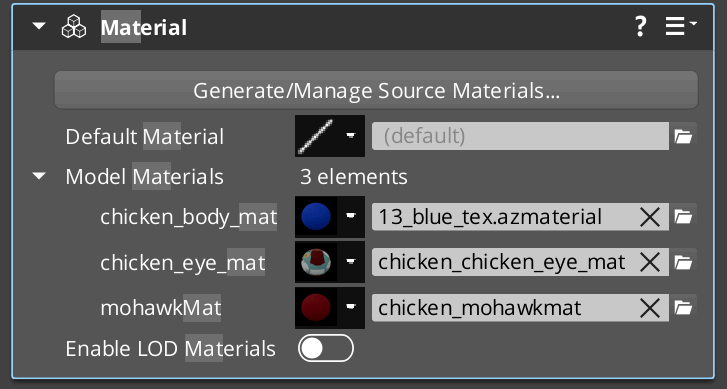 Material ?
Generate/Manage Source Materials...
Default Material (default)
Model Materials 3 elements
chicken_body_mat 13_blue_tex.azmaterial
chicken_eye_mat chicken_chicken_eye_mat
mohawkMat chicken_mohawkmat
Enable LOD Materials